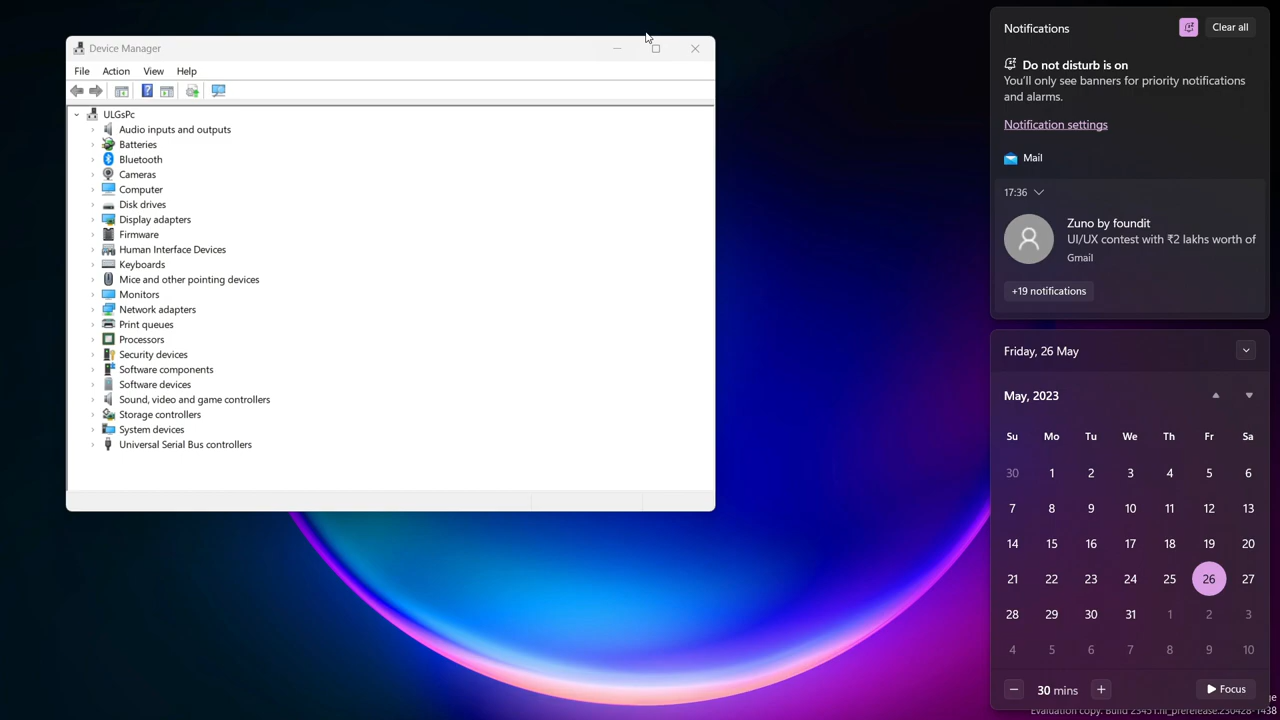 Device Manager
File Action View Help
ULGsPc
Audio inputs and outputs
Batteries
Bluetooth
Cameras
Computer
Disk drives
Display adapters
Firmware
Human Interface Devices
Keyboards
Mice and other pointing devices
Monitors
Network adapters
Print queues
Processors
Security devices
Software components
Software devices
Sound, video and game controllers
Storage controllers
System devices
Universal Serial Bus controllers
Notifications Clear all
Do not disturb is on
You'll only see banners for priority notifications
and alarms.
Notification settings
Mail
17:36
Zuno by foundit
UI/UX contest with ₹2 lakhs worth of
Gmail
+19 notifications
Friday, 26 May
May, 2023
Su Mo Tu We Th Fr Sa
30 1 2 3 4 5 6
7 8 9 10 11 12 13
14 15 16 17 18 19 20
21 22 23 24 25 26 27
28 29 30 31 1 2 3
4 5 6 7 8 9 10
30 mins Focus
Evaluation copy. Build